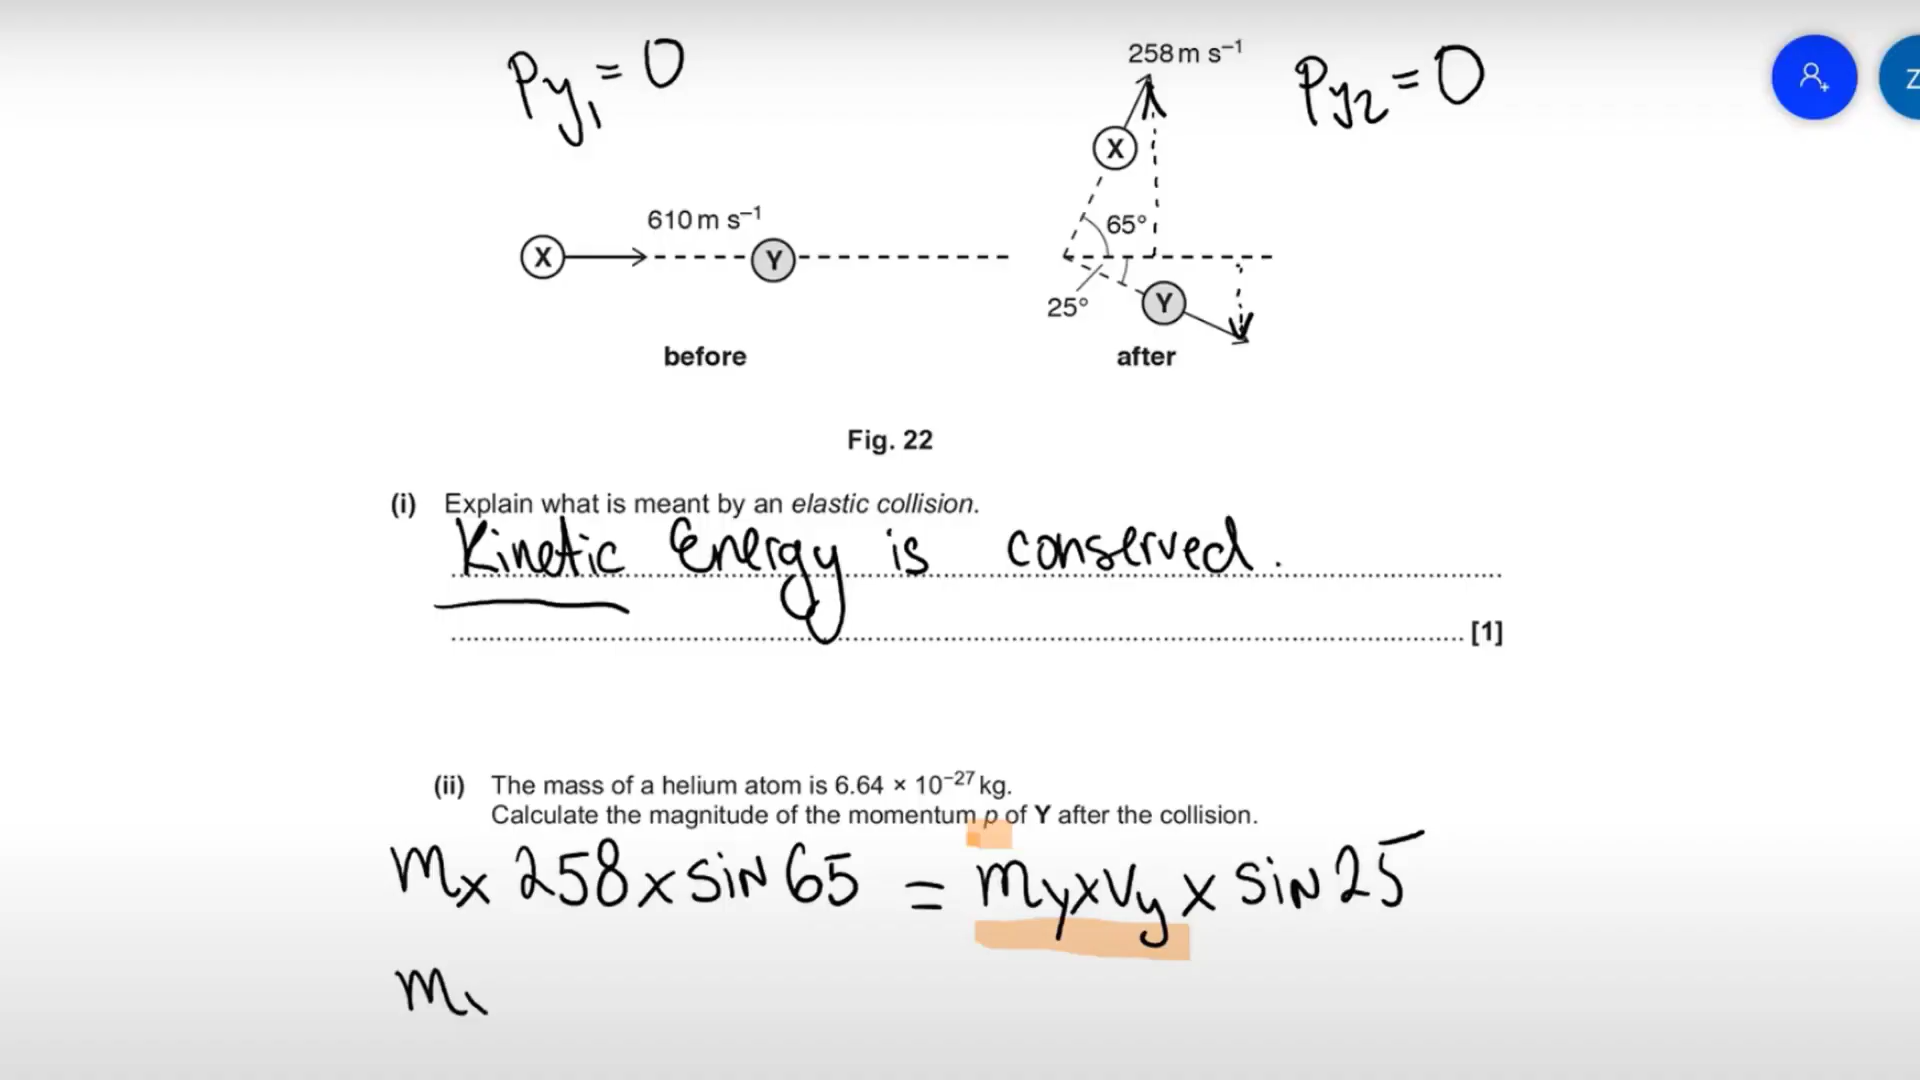 Py₁ = 0
258 m s⁻¹
Py2 = 0
X
65°
610 m s⁻¹
X
Y
25°
Y
before
after
Fig. 22
(i) Explain what is meant by an elastic collision.
Kinetic Energy is conserved.
[1]
(ii) The mass of a helium atom is 6.64 × 10⁻²⁷ kg.
Calculate the magnitude of the momentum p of Y after the collision.
mx 258 x sin 65 = my x vy x sin 25
m
Z